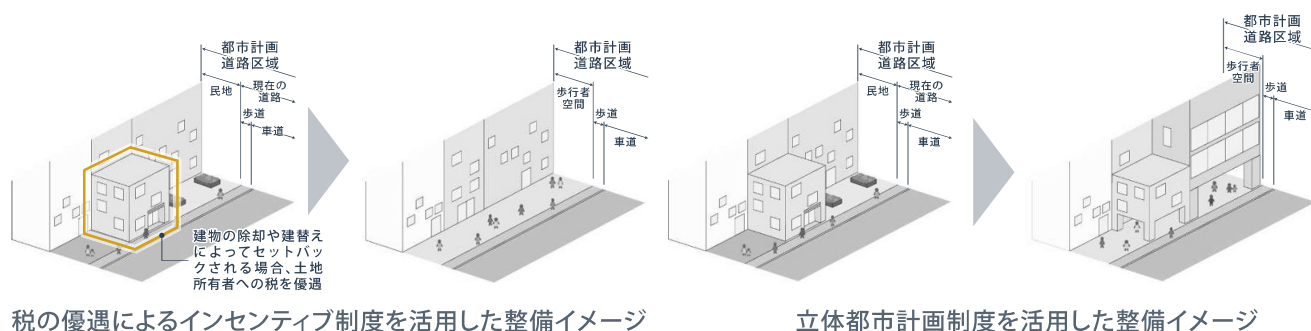 都市計画
道路区域
民地
現在の
道路
歩道
車道
建物の除却や建替え
によってセットバッ
クされる場合、土地
所有者への税を優遇
都市計画
道路区域
歩行者
空間
歩道
車道
税の優遇によるインセンティブ制度を活用した整備イメージ
都市計画
道路区域
民地
現在の
道路
歩道
車道
都市計画
道路区域
歩行者
空間
歩道
車道
立体都市計画制度を活用した整備イメージ